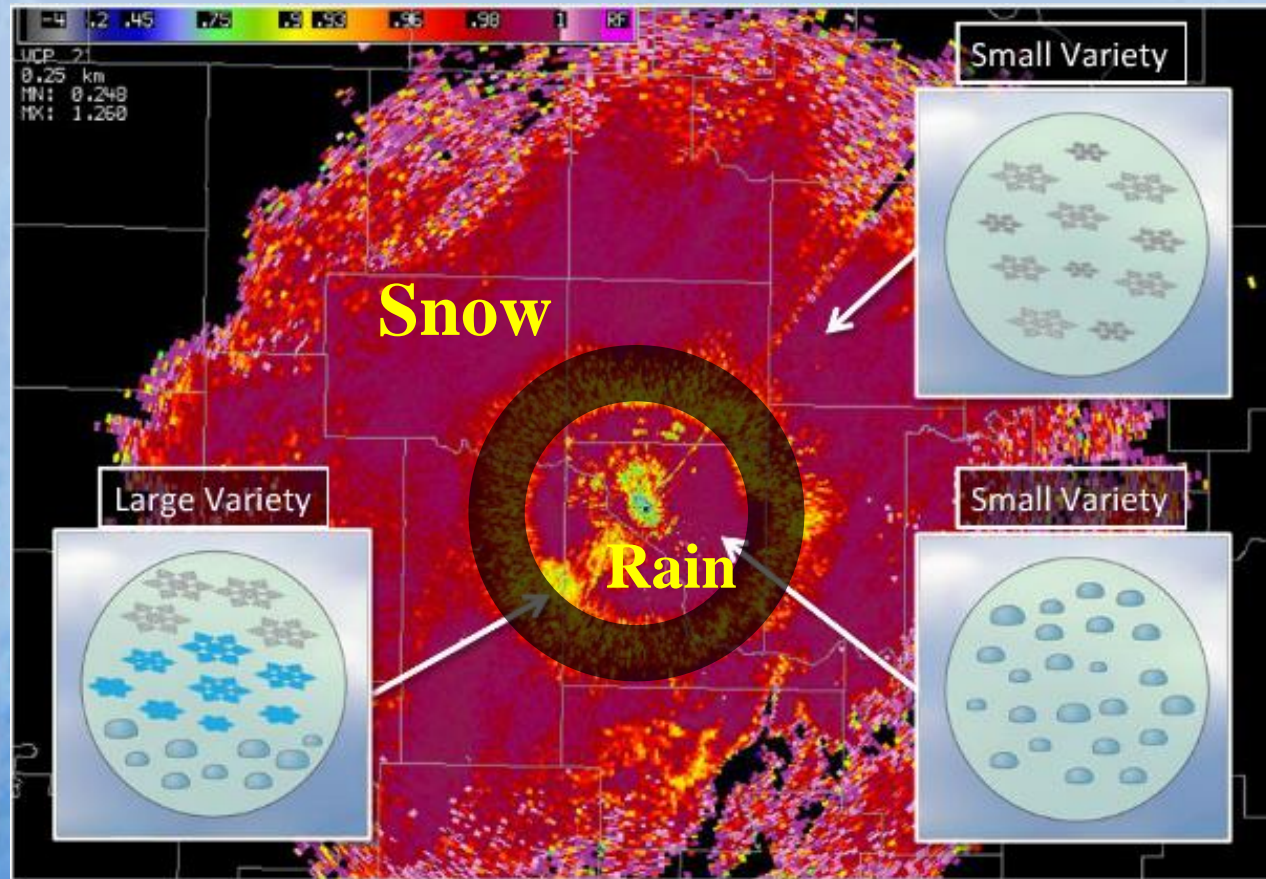 -4 .2 .45 .75 .9 .93 .96 .98 1 RF
VCP 21
0.25 km
MN: 0.248
MX: 1.260
Small Variety
Snow
Large Variety
Small Variety
Rain